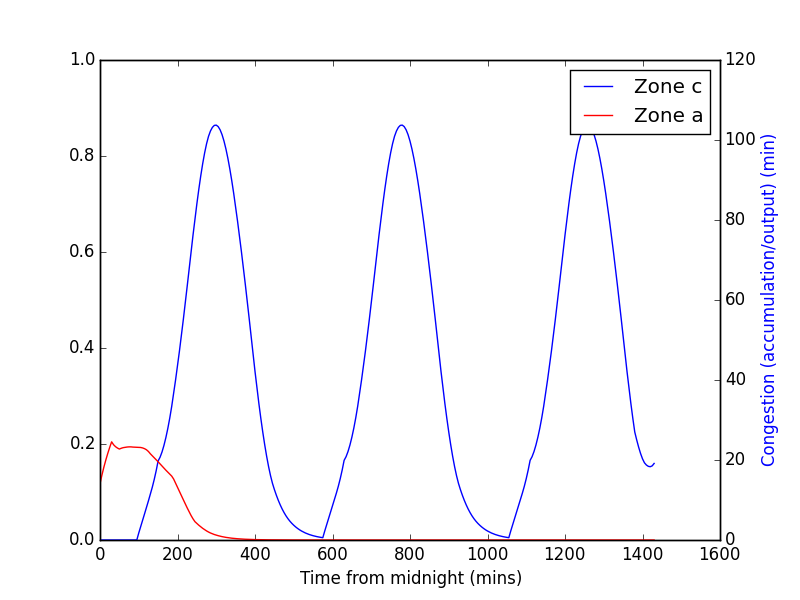 1.0
0.8
0.6
0.4
0.2
0.0
120
100
80
60
40
20
0
Zone c
Zone a
0 200 400 600 800 1000 1200 1400 1600
Time from midnight (mins)
Congestion (accumulation/output) (min)